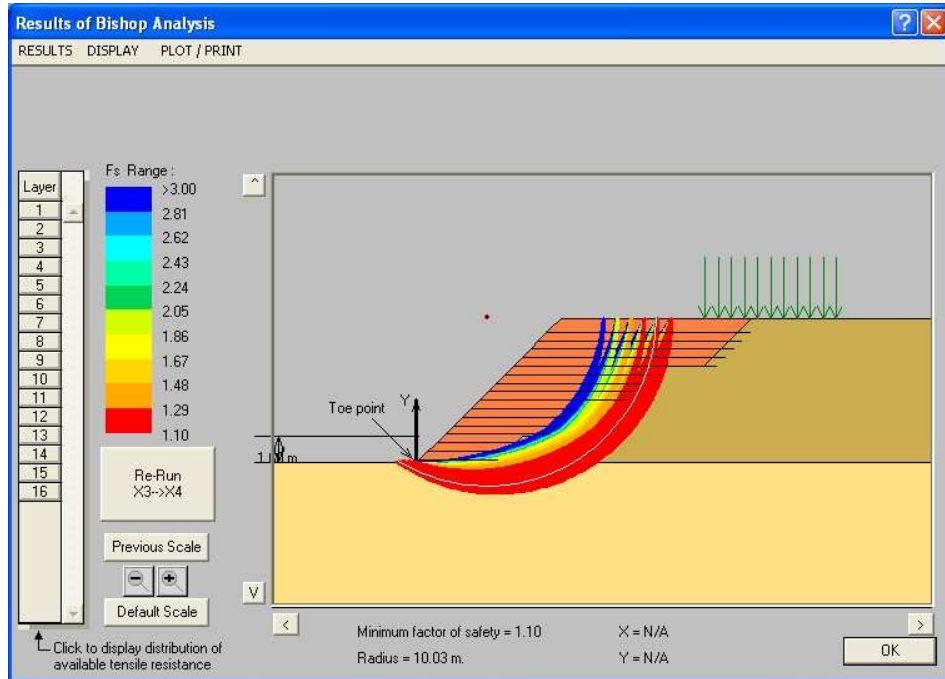 Results of Bishop Analysis
RESULTS DISPLAY PLOT / PRINT
Fs Range :
Layer
1
2
3
4
5
6
7
8
9
10
11
12
13
14
15
16
>3.00
2.81
2.62
2.43
2.24
2.05
1.86
1.67
1.48
1.29
1.10
Re-Run
X3-->X4
Previous Scale
Default Scale
Click to display distribution of
available tensile resistance
^
V
<
>
Toe point
Y
m
Minimum factor of safety = 1.10
X = N/A
Radius = 10.03 m.
Y = N/A
OK